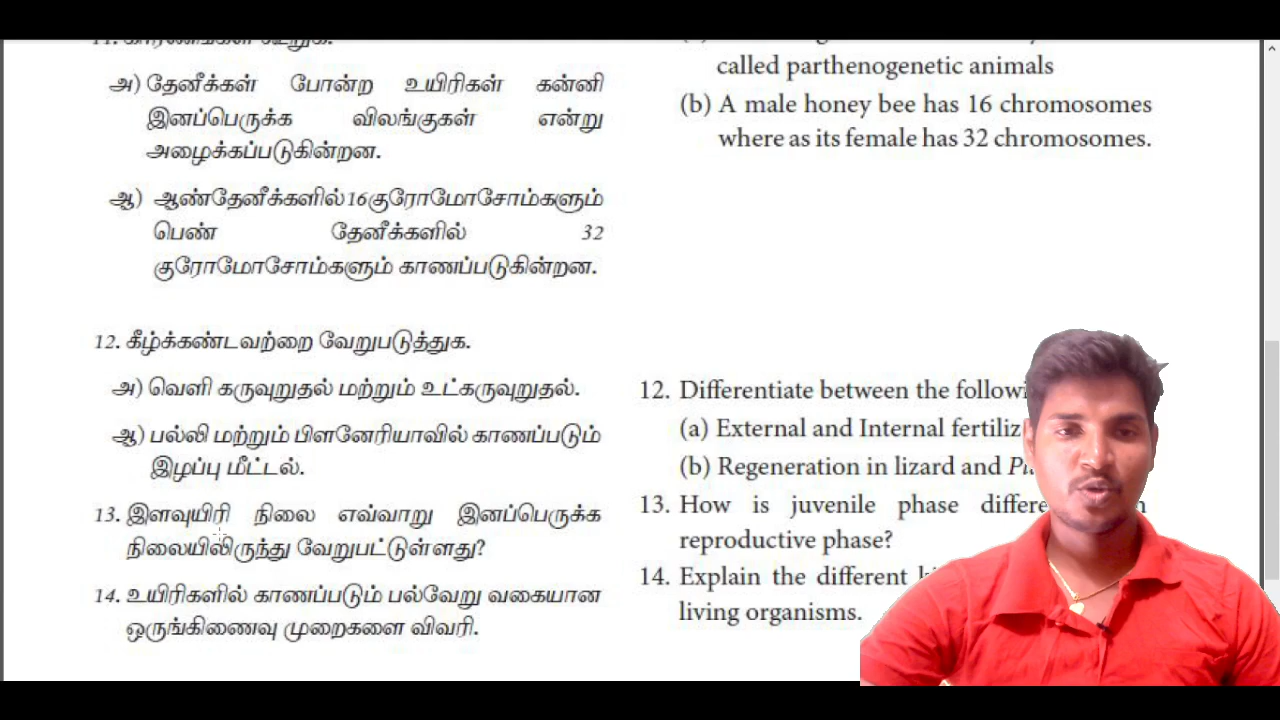 அ) தேனீக்கள் போன்ற உயிரிகள் கன்னி
இனப்பெருக்க விலங்குகள் என்று
அழைக்கப்படுகின்றன.
ஆ) ஆண்தேனீக்களில் 16 குரோமோசோம்களும்
பெண் தேனீக்களில் 32
குரோமோசோம்களும் காணப்படுகின்றன.
12. கீழ்க்கண்டவற்றை வேறுபடுத்துக.
அ) வெளி கருவுறுதல் மற்றும் உட்கருவுறுதல்.
ஆ) பல்லி மற்றும் பிளனேரியாவில் காணப்படும்
இழப்பு மீட்டல்.
13. இளவுயிரி நிலை எவ்வாறு இனப்பெருக்க
நிலையிலிருந்து வேறுபட்டுள்ளது?
14. உயிரிகளில் காணப்படும் பல்வேறு வகையான
ஒருங்கிணைவு முறைகளை விவரி.
called parthenogenetic animals
(b) A male honey bee has 16 chromosomes
where as its female has 32 chromosomes.
12. Differentiate between the
(a) External and Internal
(b) Regeneration in lizard and
13. How is juvenile phase
reproductive phase?
14. Explain the different
living organisms.